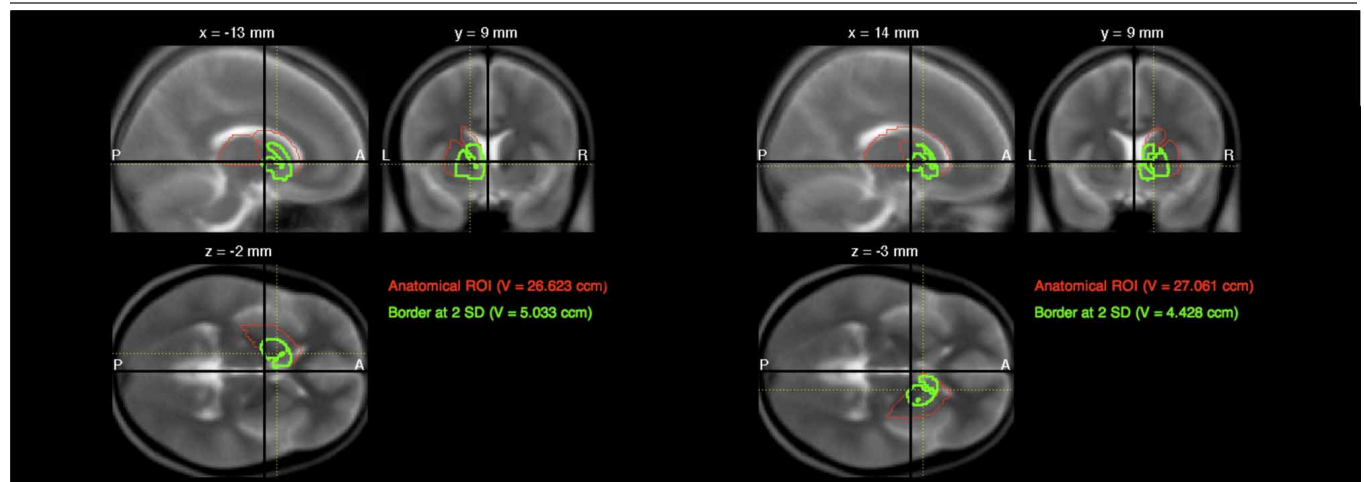 x = -13 mm
y = 9 mm
P
A
L
R
z = -2 mm
P
A
Anatomical ROI (V = 26.623 ccm)
Border at 2 SD (V = 5.033 ccm)
x = 14 mm
y = 9 mm
P
A
L
R
z = -3 mm
P
A
Anatomical ROI (V = 27.061 ccm)
Border at 2 SD (V = 4.428 ccm)